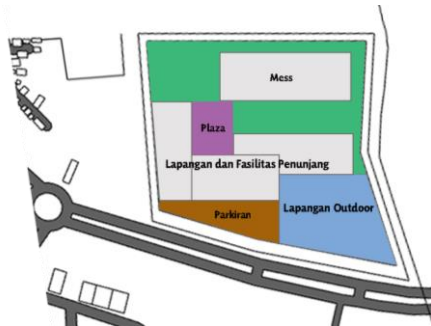 Mess
Plaza
Lapangan dan Fasilitas Penunjang
Parkiran
Lapangan Outdoor